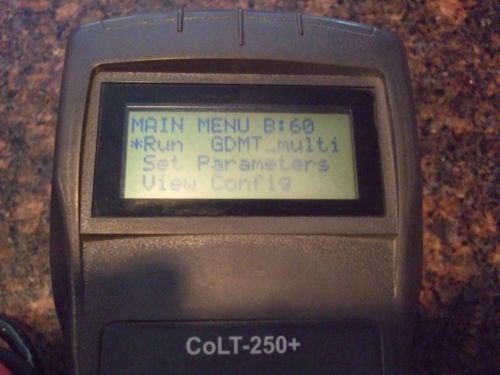 MAIN MENU B:60
*Run GDMT_multi
Set Parameters
View Config
CoLT-250+